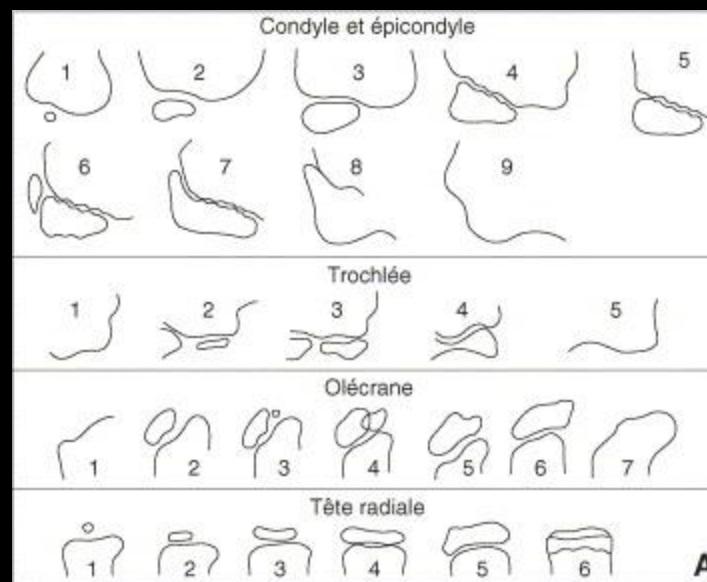 Condyle et épicondyle
1 2 3 4 5
6 7 8 9
Trochlée
1 2 3 4 5
Olécrane
1 2 3 4 5 6 7
Tête radiale
1 2 3 4 5 6
A